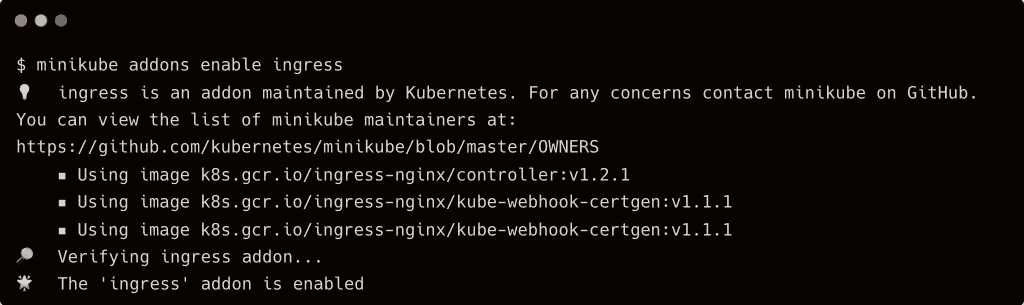 $ minikube addons enable ingress
💡 ingress is an addon maintained by Kubernetes. For any concerns contact minikube on GitHub.
You can view the list of minikube maintainers at:
https://github.com/kubernetes/minikube/blob/master/OWNERS
▪ Using image k8s.gcr.io/ingress-nginx/controller:v1.2.1
▪ Using image k8s.gcr.io/ingress-nginx/kube-webhook-certgen:v1.1.1
▪ Using image k8s.gcr.io/ingress-nginx/kube-webhook-certgen:v1.1.1
🔎 Verifying ingress addon...
🌟 The 'ingress' addon is enabled